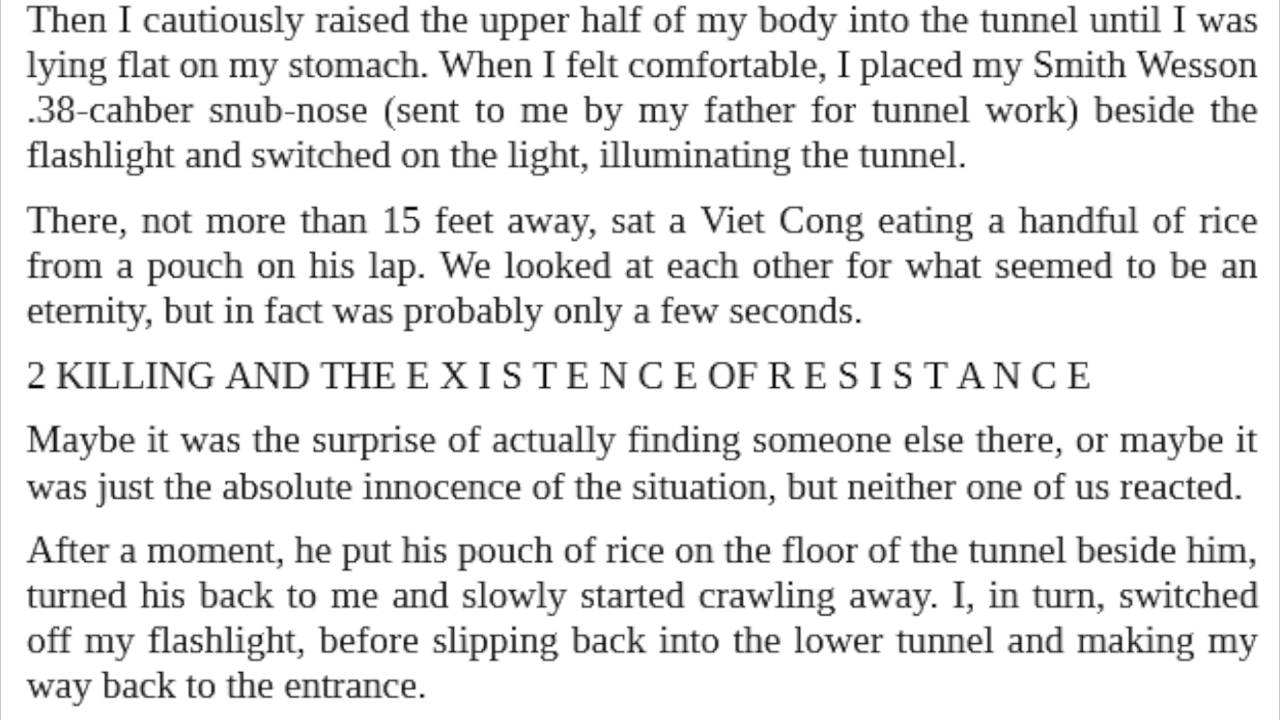 Then I cautiously raised the upper half of my body into the tunnel until I was
lying flat on my stomach. When I felt comfortable, I placed my Smith Wesson
.38-cahber snub-nose (sent to me by my father for tunnel work) beside the
flashlight and switched on the light, illuminating the tunnel.
There, not more than 15 feet away, sat a Viet Cong eating a handful of rice
from a pouch on his lap. We looked at each other for what seemed to be an
eternity, but in fact was probably only a few seconds.
2 KILLING AND THE E X I S T E N C E OF R E S I S T A N C E
Maybe it was the surprise of actually finding someone else there, or maybe it
was just the absolute innocence of the situation, but neither one of us reacted.
After a moment, he put his pouch of rice on the floor of the tunnel beside him,
turned his back to me and slowly started crawling away. I, in turn, switched
off my flashlight, before slipping back into the lower tunnel and making my
way back to the entrance.